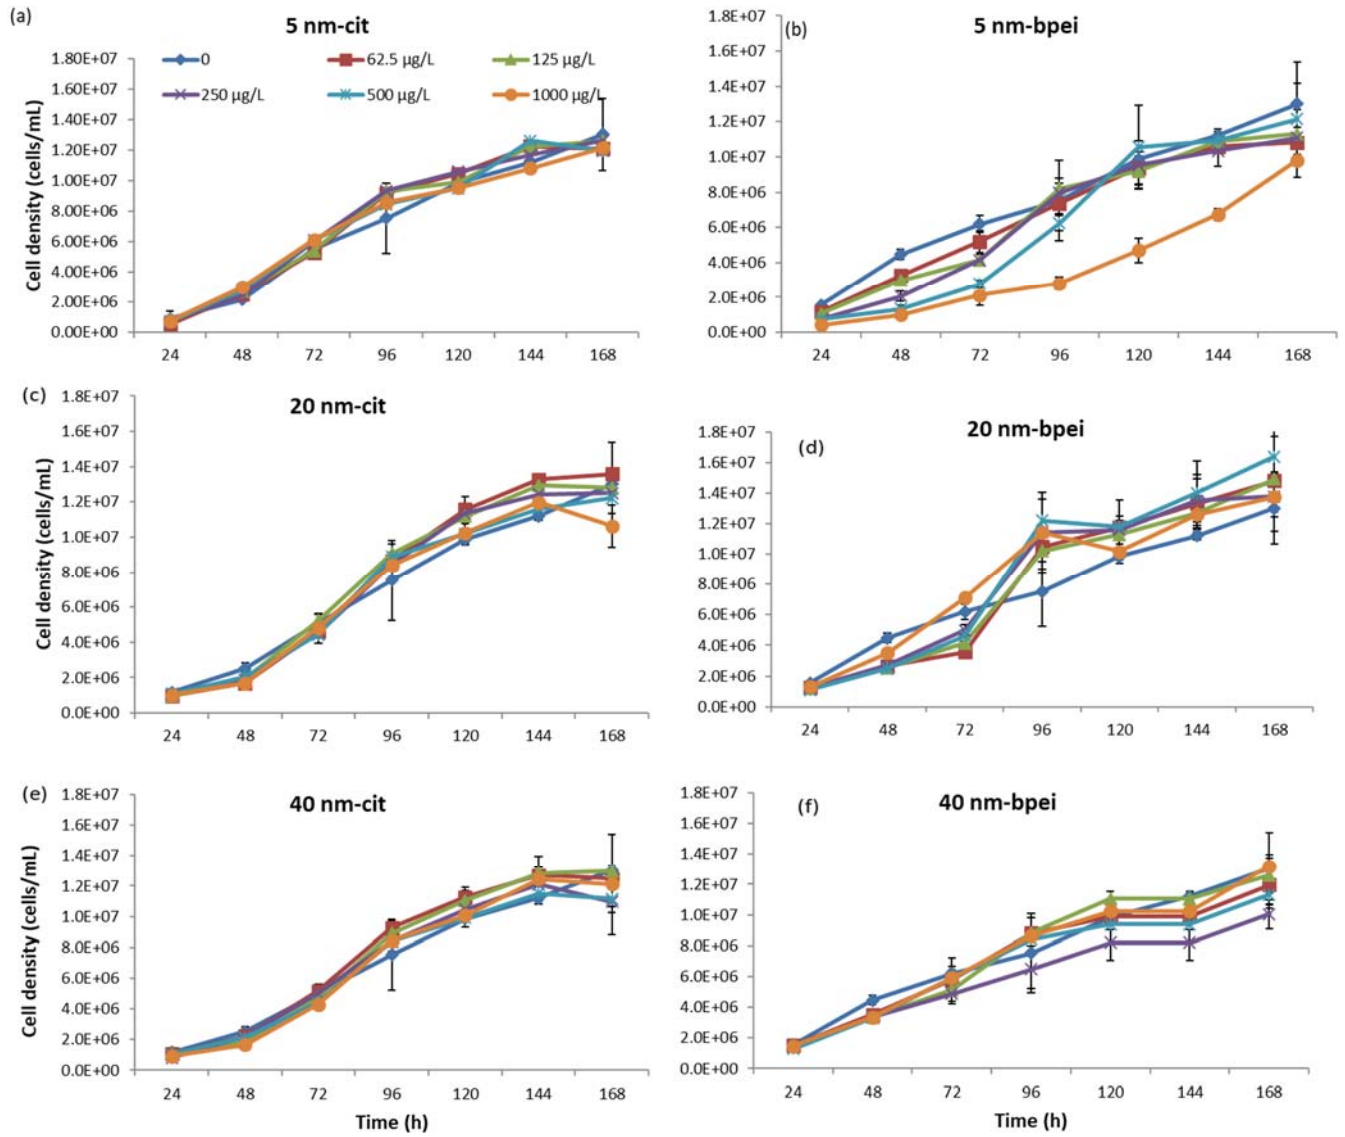 (a)
5 nm-cit
0
62.5 µg/L
125 µg/L
250 µg/L
500 µg/L
1000 µg/L
Cell density (cells/mL)
1.80E+07
1.60E+07
1.40E+07
1.20E+07
1.00E+07
8.00E+06
6.00E+06
4.00E+06
2.00E+06
0.00E+00
24 48 72 96 120 144 168
(b)
5 nm-bpei
1.8E+07
1.6E+07
1.4E+07
1.2E+07
1.0E+07
8.0E+06
6.0E+06
4.0E+06
2.0E+06
0.0E+00
24 48 72 96 120 144 168
(c)
20 nm-cit
Cell density (cells/mL)
1.8E+07
1.6E+07
1.4E+07
1.2E+07
1.0E+07
8.0E+06
6.0E+06
4.0E+06
2.0E+06
0.0E+00
24 48 72 96 120 144 168
(d)
20 nm-bpei
1.8E+07
1.6E+07
1.4E+07
1.2E+07
1.0E+07
8.0E+06
6.0E+06
4.0E+06
2.0E+06
0.0E+00
24 48 72 96 120 144 168
(e)
40 nm-cit
Cell density (cells/mL)
1.8E+07
1.6E+07
1.4E+07
1.2E+07
1.0E+07
8.0E+06
6.0E+06
4.0E+06
2.0E+06
0.0E+00
24 48 72 96 120 144 168
Time (h)
(f)
40 nm-bpei
1.8E+07
1.6E+07
1.4E+07
1.2E+07
1.0E+07
8.0E+06
6.0E+06
4.0E+06
2.0E+06
0.0E+00
24 48 72 96 120 144 168
Time (h)